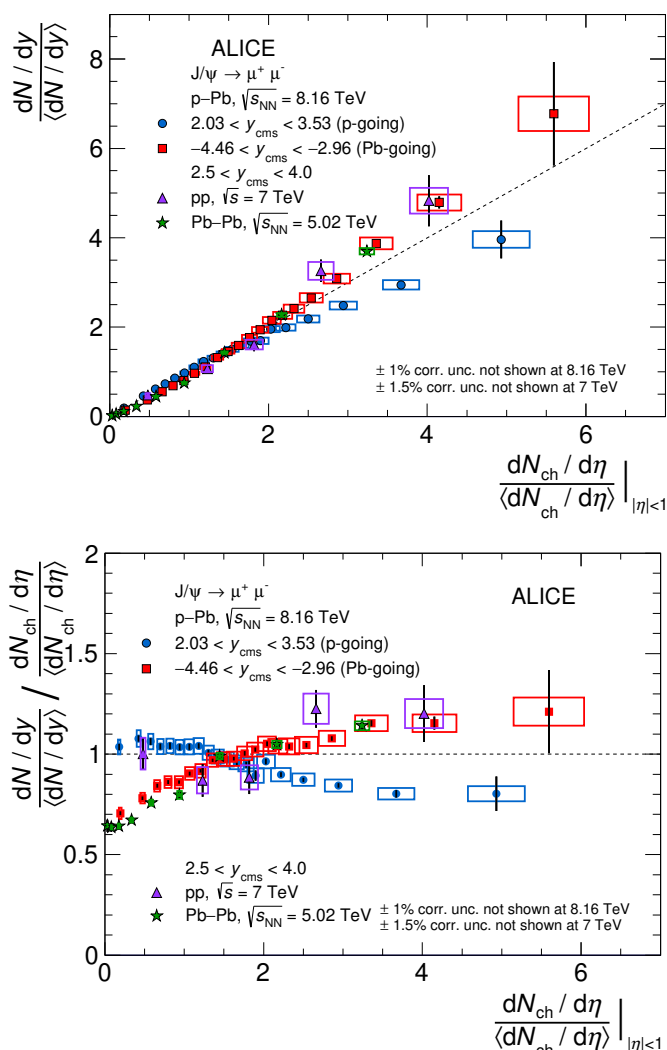 ALICE
J/ψ → μ⁺ μ⁻
p–Pb, √s_NN = 8.16 TeV
2.03 < y_cms < 3.53 (p-going)
−4.46 < y_cms < −2.96 (Pb-going)
2.5 < y_cms < 4.0
pp, √s = 7 TeV
Pb–Pb, √s_NN = 5.02 TeV
± 1% corr. unc. not shown at 8.16 TeV
± 1.5% corr. unc. not shown at 7 TeV
dN / dy
⟨dN / dy⟩
8
6
4
2
0
0 2 4 6
dN_ch / dη
⟨dN_ch / dη⟩ | |η|<1
ALICE
J/ψ → μ⁺ μ⁻
p–Pb, √s_NN = 8.16 TeV
2.03 < y_cms < 3.53 (p-going)
−4.46 < y_cms < −2.96 (Pb-going)
2.5 < y_cms < 4.0
pp, √s = 7 TeV
Pb–Pb, √s_NN = 5.02 TeV
± 1% corr. unc. not shown at 8.16 TeV
± 1.5% corr. unc. not shown at 7 TeV
dN / dy
⟨dN / dy⟩
/
dN_ch / dη
⟨dN_ch / dη⟩
2
1.5
1
0.5
0
0 2 4 6
dN_ch / dη
⟨dN_ch / dη⟩ | |η|<1